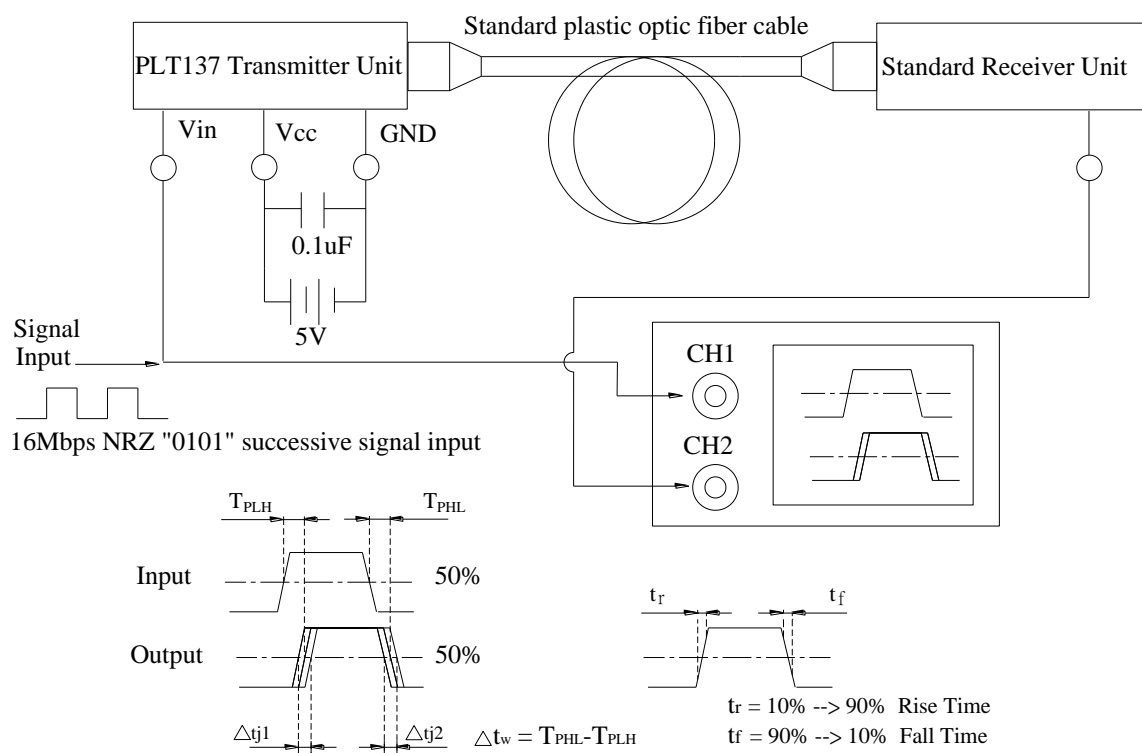 Standard plastic optic fiber cable
PLT137 Transmitter Unit
Standard Receiver Unit
Vin
Vcc
GND
0.1uF
5V
Signal
Input
CH1
16Mbps NRZ "0101" successive signal input
CH2
TPLH
TPHL
Input
50%
tr
tf
Output
50%
tr = 10% --> 90% Rise Time
△tj1
△tj2
△tw = TPHL-TPLH
tf = 90% --> 10% Fall Time